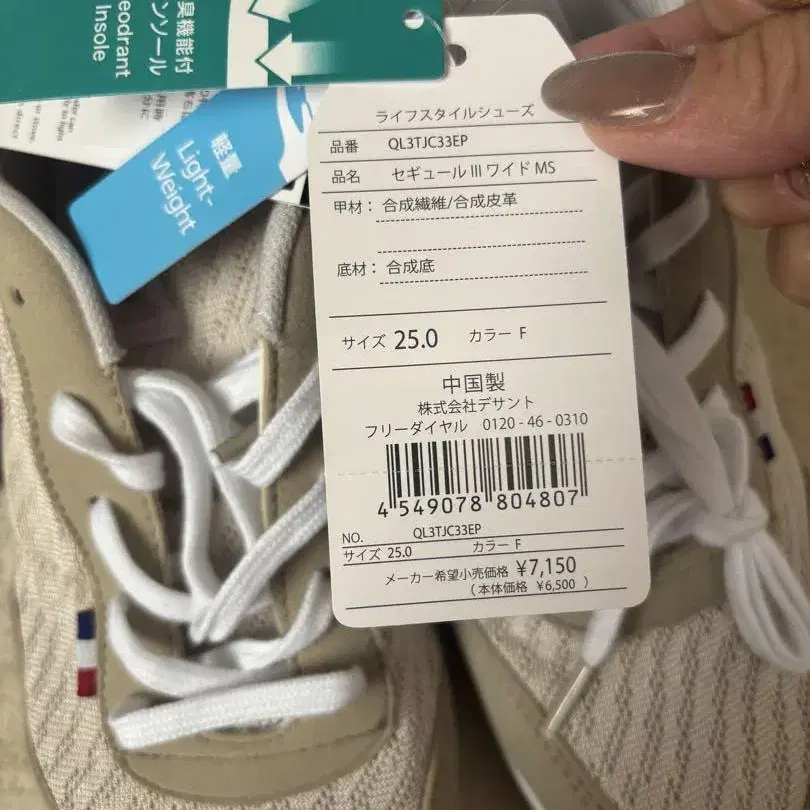 臭機能付
ンソール
eodrant
Insole
軽量
Light-
Weight
ライフスタイルシューズ
品番 QL3TJC33EP
品名 セギュール III ワイド MS
甲材： 合成繊維/合成皮革
底材： 合成底
サイズ 25.0 カラー F
中国製
株式会社デサント
フリーダイヤル 0120-46-0310
4 549078 804807
NO. QL3TJC33EP
サイズ 25.0 カラー F
メーカー希望小売価格 ¥7,150
（本体価格 ¥6,500 ）